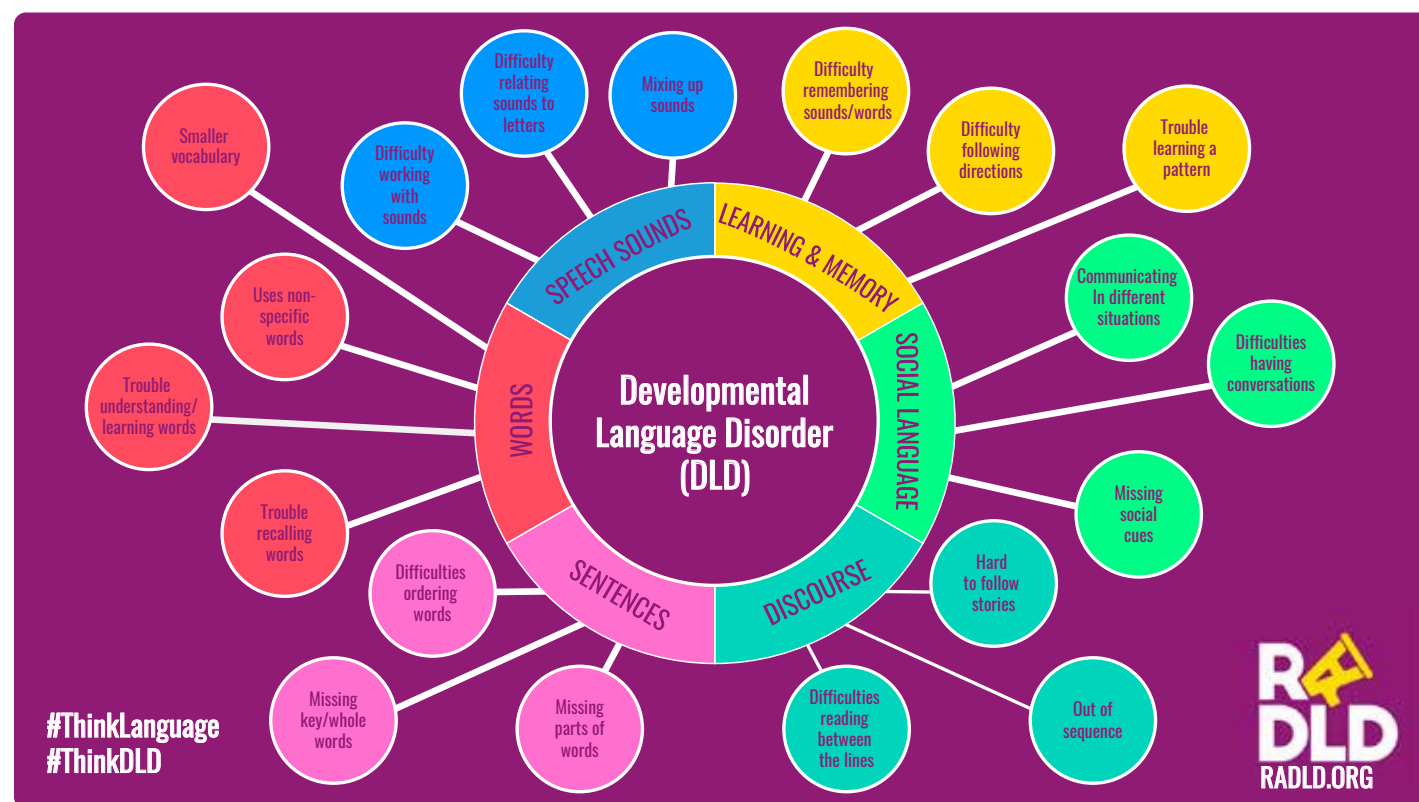 Smaller
vocabulary
Difficulty
working
with
sounds
Difficulty
relating
sounds to
letters
Mixing up
sounds
Difficulty
remembering
sounds/words
Difficulty
following
directions
Trouble
learning a
pattern
Uses non-
specific
words
Trouble
understanding/
learning words
Trouble
recalling
words
SPEECH SOUNDS
LEARNING & MEMORY
WORDS
SOCIAL LANGUAGE
SENTENCES
DISCOURSE
Developmental
Language Disorder
(DLD)
Communicating
In different
situations
Difficulties
having
conversations
Missing
social
cues
Difficulties
ordering
words
Missing
key/whole
words
Missing
parts of
words
Hard
to follow
stories
Difficulties
reading
between
the lines
Out of
sequence
#ThinkLanguage
#ThinkDLD
RA
DLD
RADLD.ORG